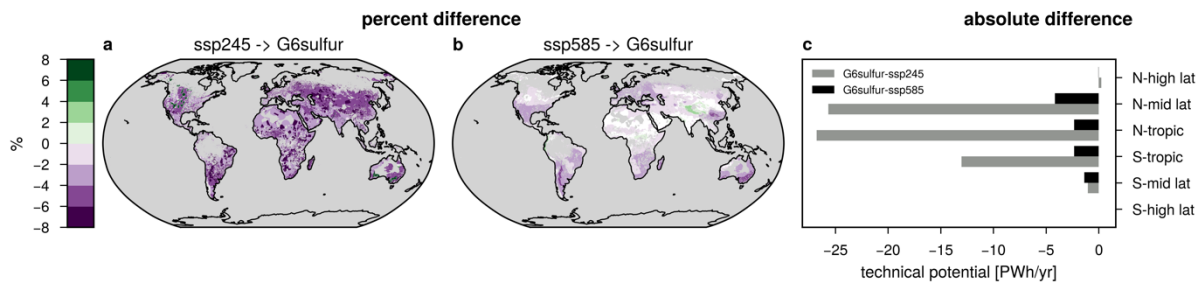 percent difference
absolute difference
a
ssp245 -> G6sulfur
b
ssp585 -> G6sulfur
c
8
6
4
2
0
−2
−4
−6
−8
%
G6sulfur-ssp245
G6sulfur-ssp585
N-high lat
N-mid lat
N-tropic
S-tropic
S-mid lat
S-high lat
−25
−20
−15
−10
−5
0
technical potential [PWh/yr]